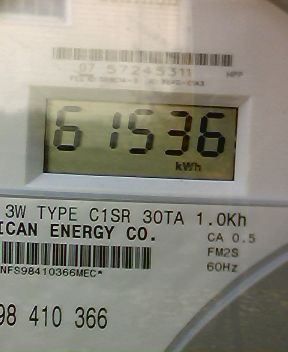 07 57245311
HPP
61536
kWh
3W TYPE C1SR 30TA 1.0Kh
ICAN ENERGY CO.
CA 0.5
FM2S
60Hz
NFS98410366MEC*
98 410 366